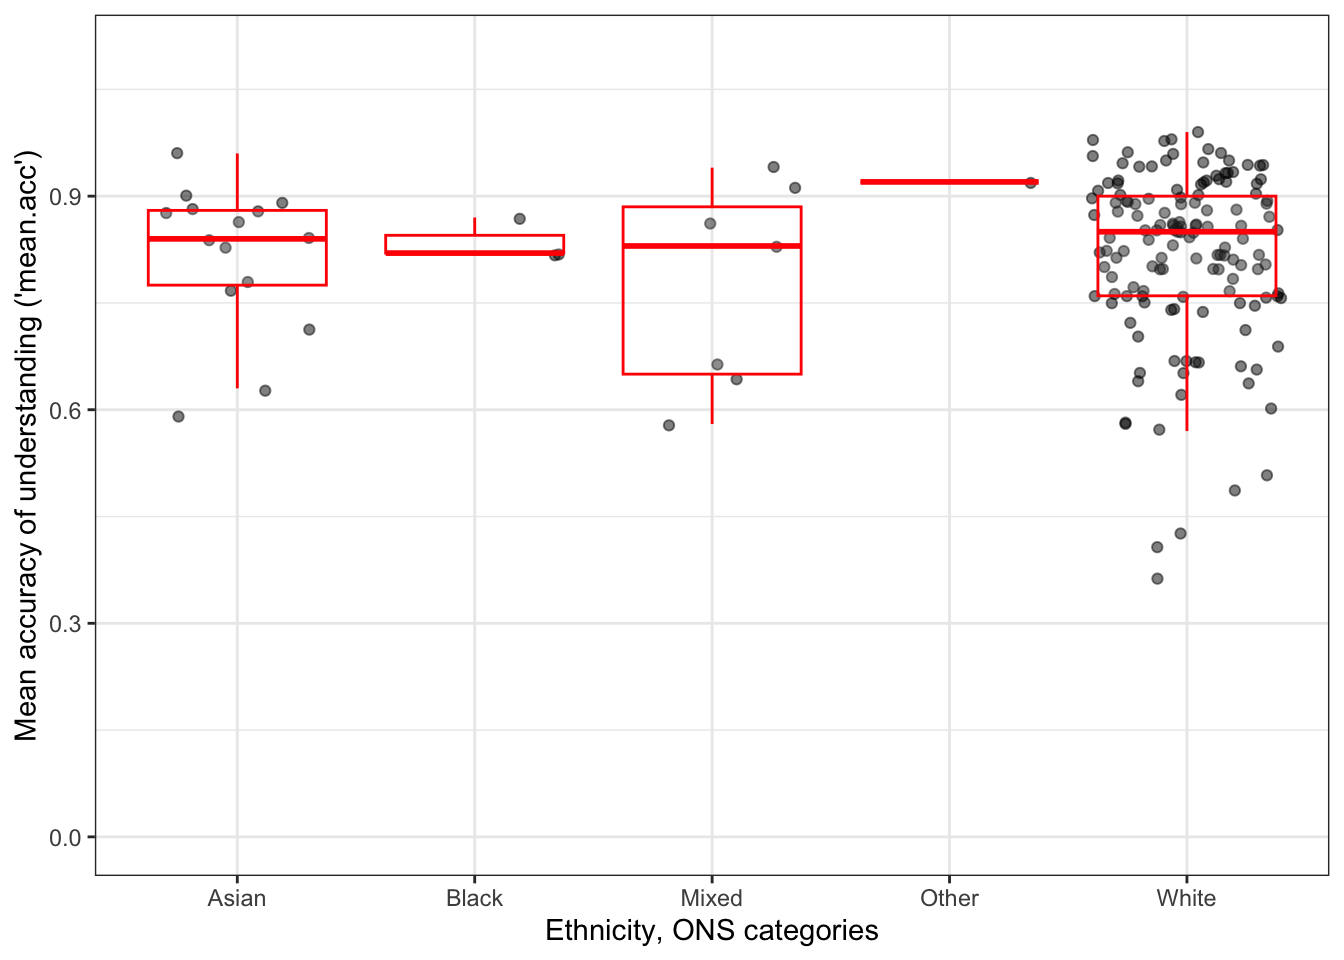 Mean accuracy of understanding ('mean.acc')
0.9
0.6
0.3
0.0
Asian Black Mixed Other White
Ethnicity, ONS categories